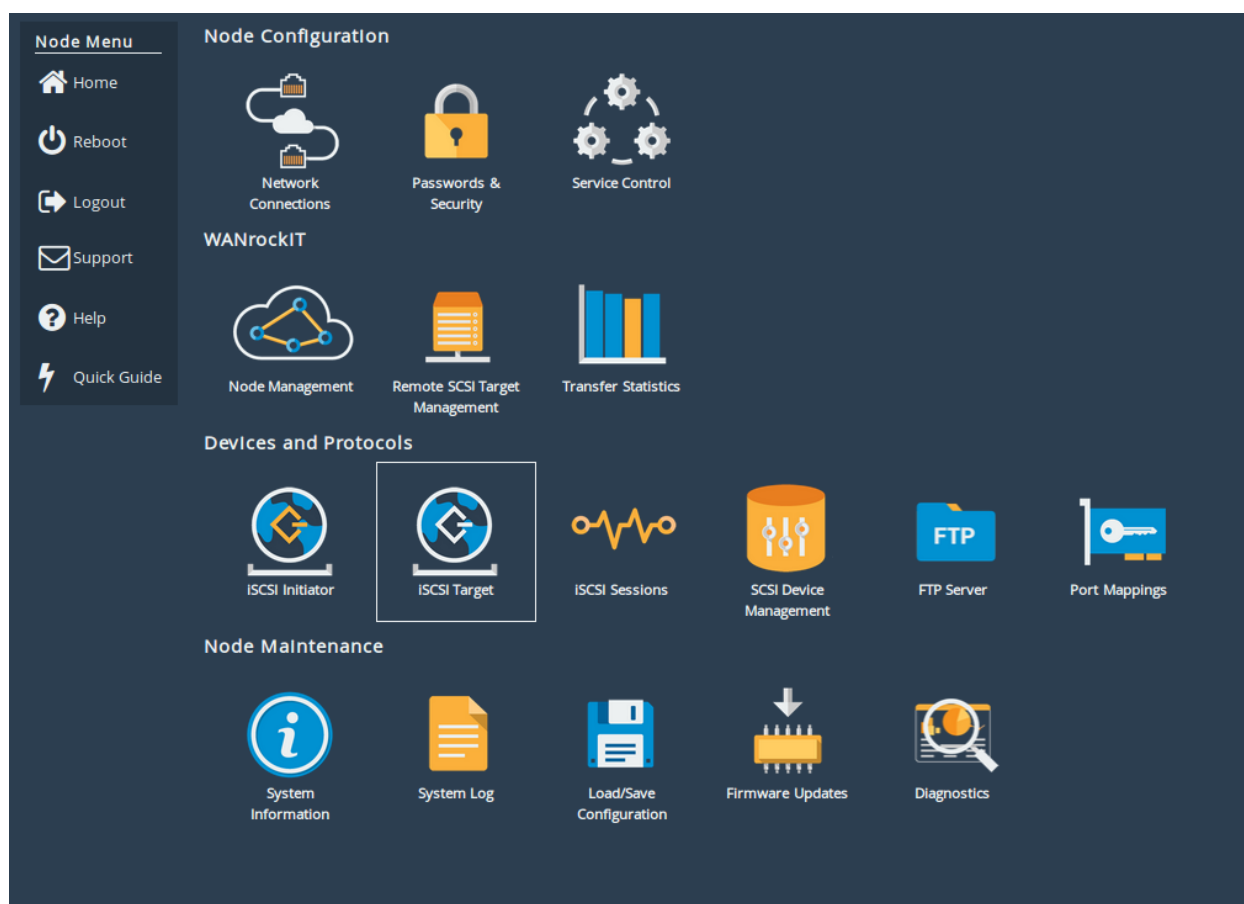 Node Menu
Home
Reboot
Logout
Support
Help
Quick Guide
Node Configuration
Network
Connections
Passwords &
Security
Service Control
WANrockIT
Node Management
Remote SCSI Target
Management
Transfer Statistics
Devices and Protocols
iSCSI Initiator
iSCSI Target
iSCSI Sessions
SCSI Device
Management
FTP
FTP Server
Port Mappings
Node Maintenance
i
System
Information
System Log
Load/Save
Configuration
Firmware Updates
Diagnostics